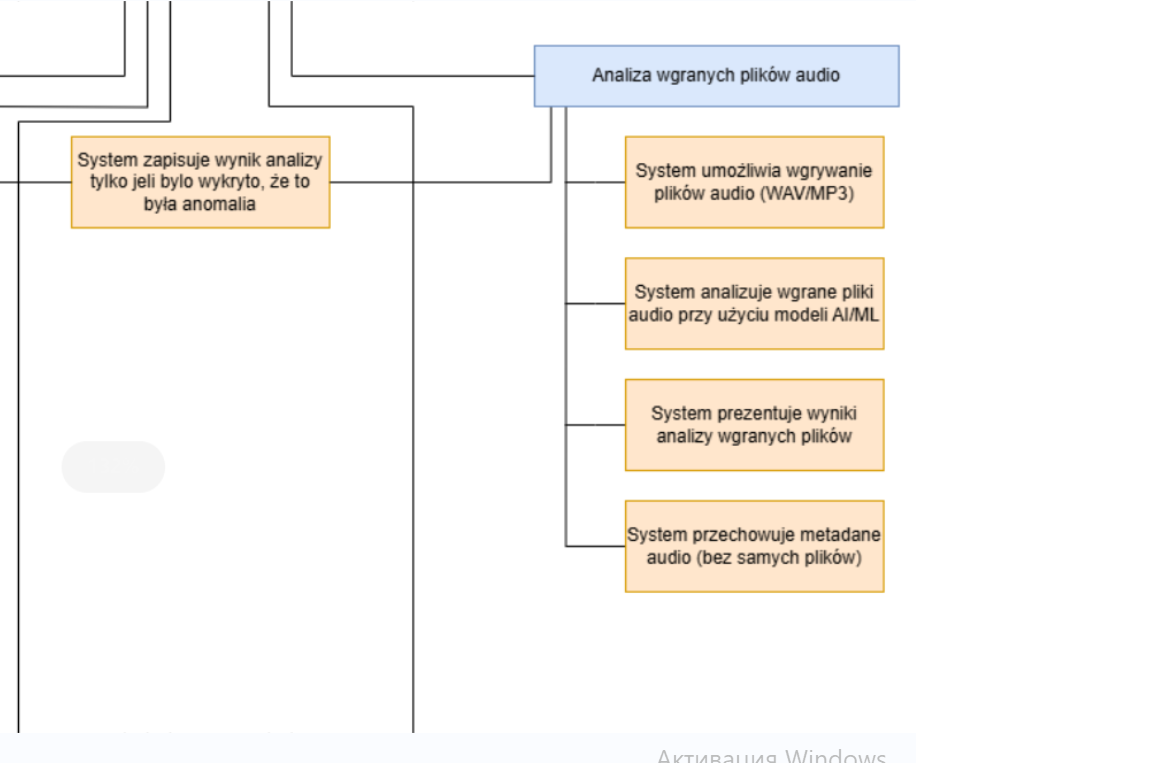 Analiza wgranych plików audio
System zapisuje wynik analizy
tylko jeli bylo wykryto, że to
była anomalia
System umożliwia wgrywanie
plików audio (WAV/MP3)
System analizuje wgrane pliki
audio przy użyciu modeli AI/ML
System prezentuje wyniki
analizy wgranych plików
System przechowuje metadane
audio (bez samych plików)
Активация Windows